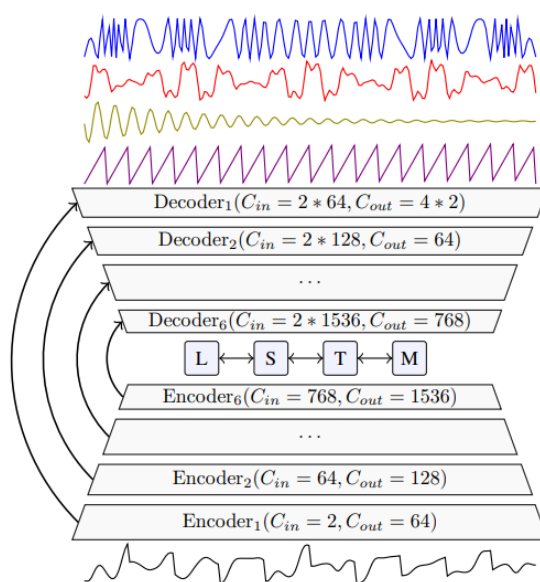 Decoder₁(C_in = 2 * 64, C_out = 4 * 2)
Decoder₂(C_in = 2 * 128, C_out = 64)
...
Decoder₆(C_in = 2 * 1536, C_out = 768)
L S T M
Encoder₆(C_in = 768, C_out = 1536)
...
Encoder₂(C_in = 64, C_out = 128)
Encoder₁(C_in = 2, C_out = 64)